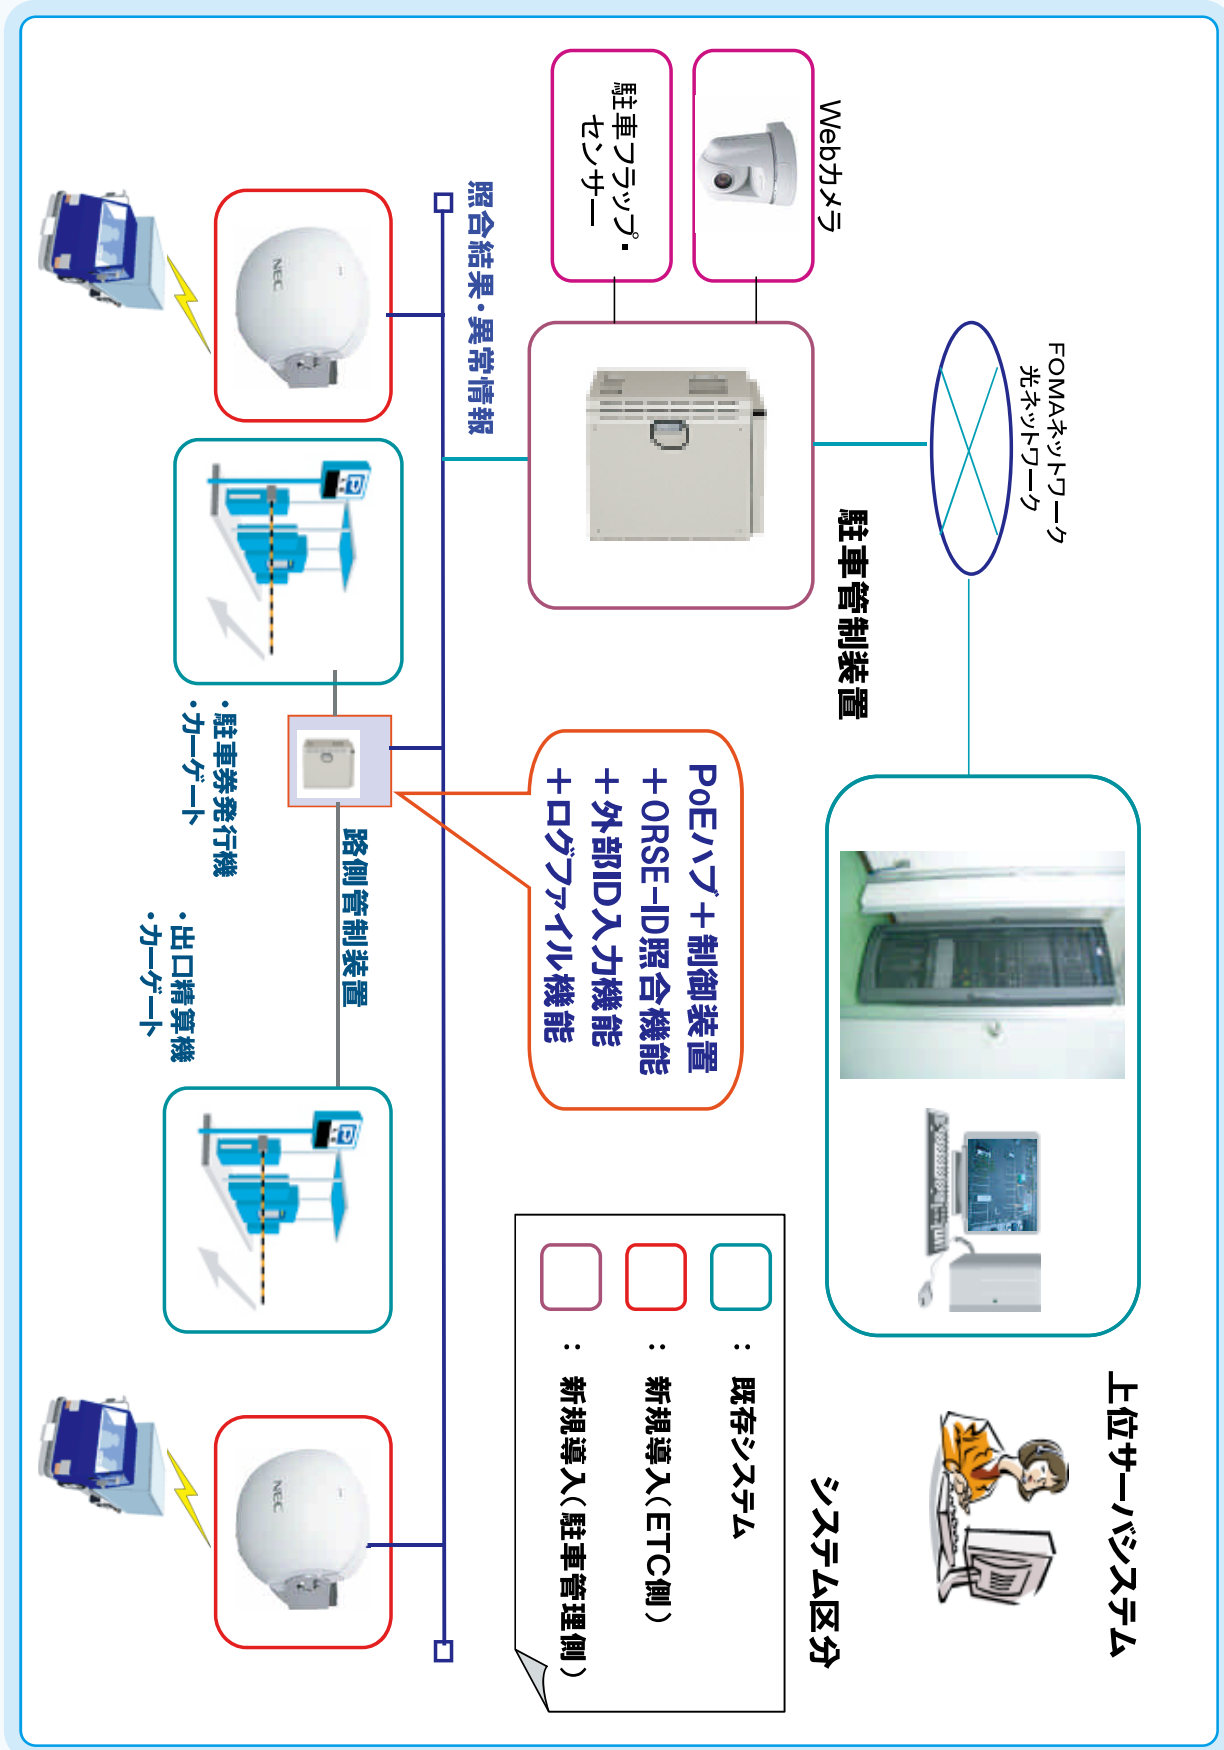 上位サーバシステム
FOMAネットワーク
光ネットワーク
Webカメラ
駐車管制装置
駐車フラップ・
センサー
システム区分
：既存システム
：新規導入(ETC側)
：新規導入(駐車管理側)
PoEハブ＋制御装置
＋ORSE-ID照合機能
＋外部ID入力機能
＋ログファイル機能
照合結果・異常情報
路側管制装置
NEC
・駐車券発行機
・カーゲート
・出口精算機
・カーゲート
NEC
P
P